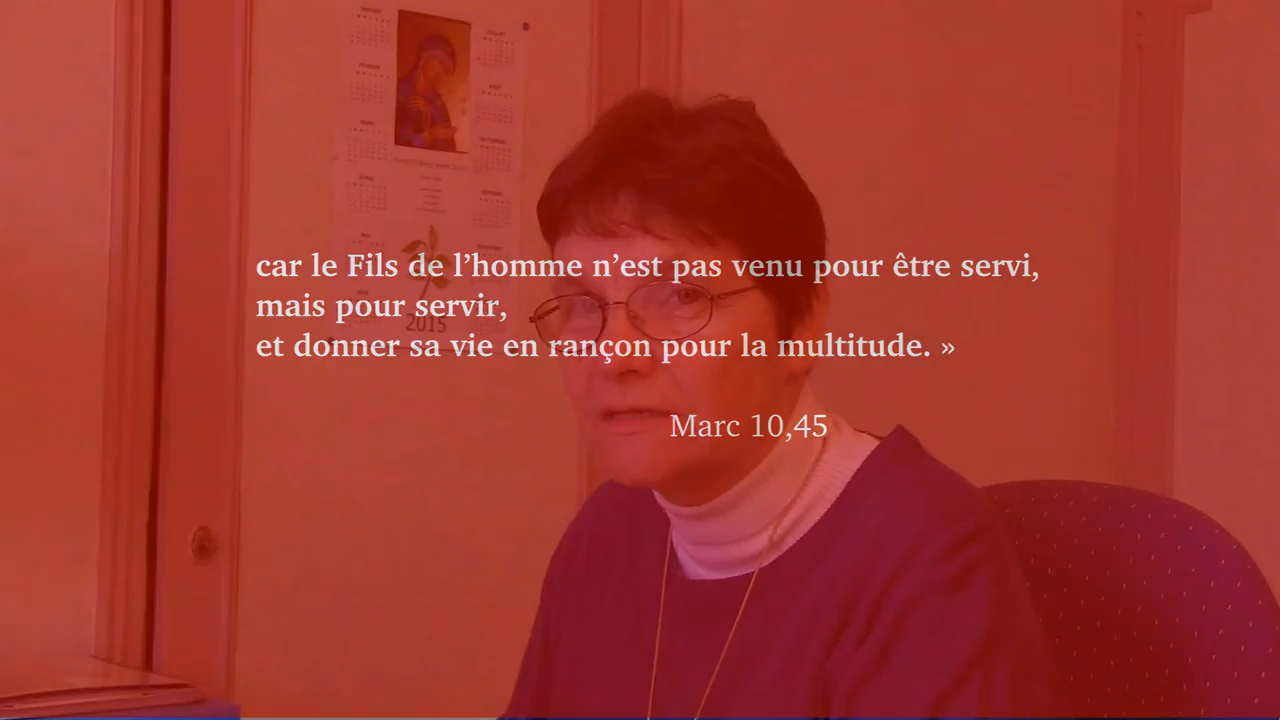 car le Fils de l’homme n’est pas venu pour être servi,
mais pour servir,
et donner sa vie en rançon pour la multitude. »
Marc 10,45
2015